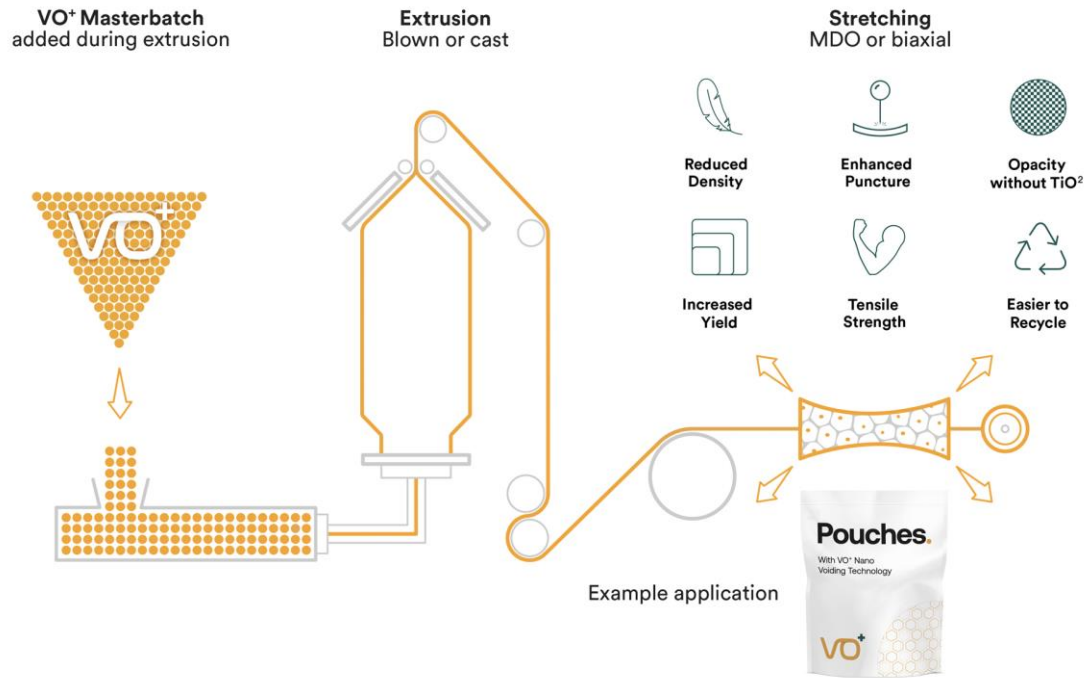 VO⁺ Masterbatch
added during extrusion
Extrusion
Blown or cast
Stretching
MDO or biaxial
Reduced
Density
Enhanced
Puncture
Opacity
without TiO²
Increased
Yield
Tensile
Strength
Easier to
Recycle
VO⁺
Example application
Pouches.
With VO⁺ Nano
Voiding Technology
VO⁺